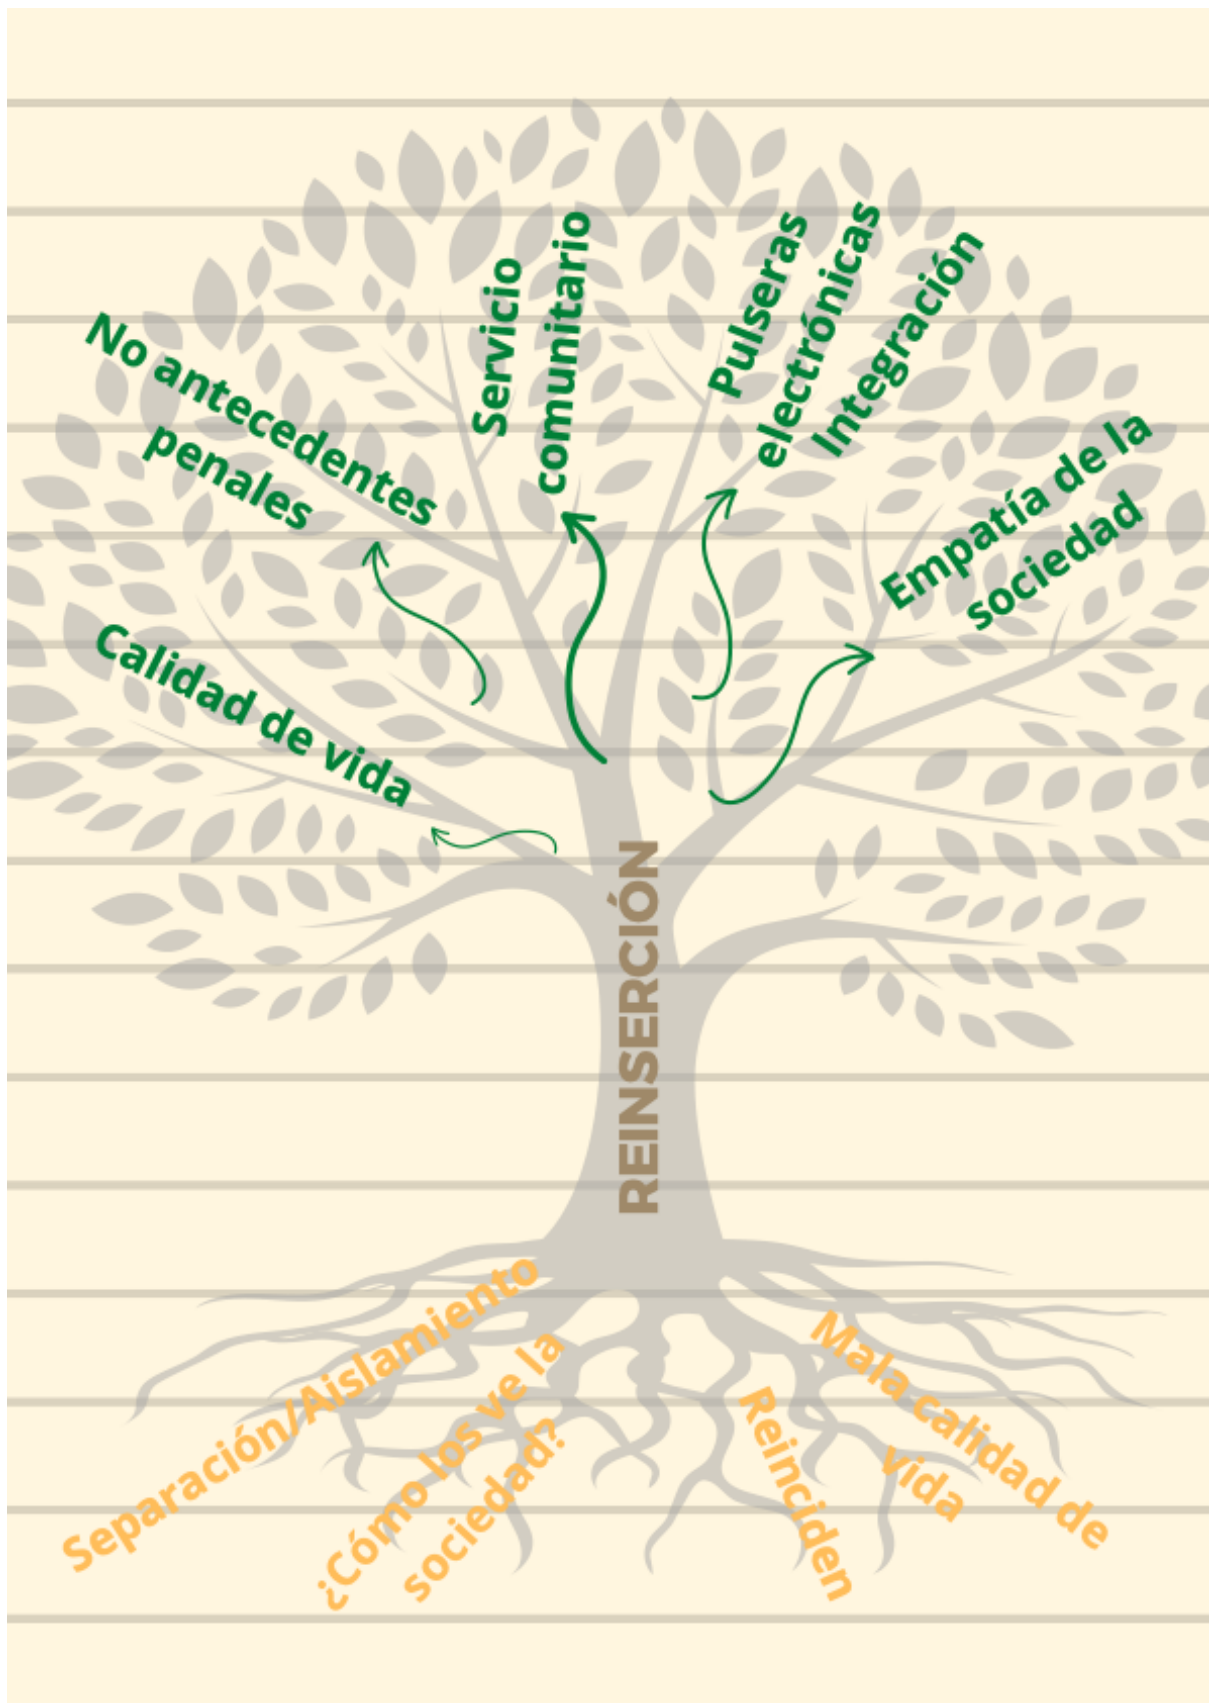 Servicio
comunitario
Pulseras
electrónicas
Integración
No antecedentes
penales
Empatía de la
sociedad
Calidad de vida
REINSERCIÓN
Separación/Aislamiento
¿Cómo los ve la
sociedad?
Reinciden
Mala calidad de
vida